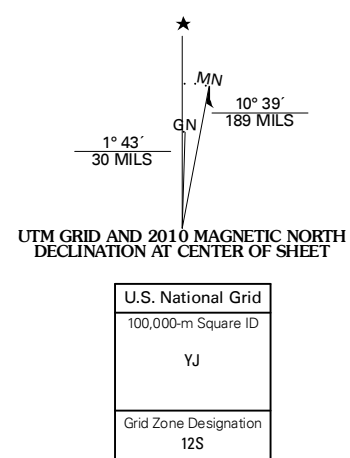 ★
MN
10° 39´
189 MILS
GN
1° 43´
30 MILS
UTM GRID AND 2010 MAGNETIC NORTH
DECLINATION AT CENTER OF SHEET
U.S. National Grid
100,000-m Square ID
YJ
Grid Zone Designation
12S